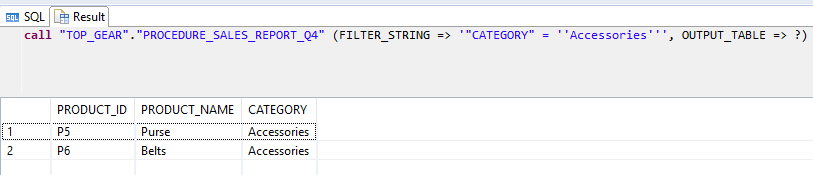 SQL Result
call "TOP_GEAR"."PROCEDURE_SALES_REPORT_Q4" (FILTER_STRING => '"CATEGORY" = ''Accessories''', OUTPUT_TABLE => ?)
PRODUCT_ID PRODUCT_NAME CATEGORY
1 P5 Purse Accessories
2 P6 Belts Accessories